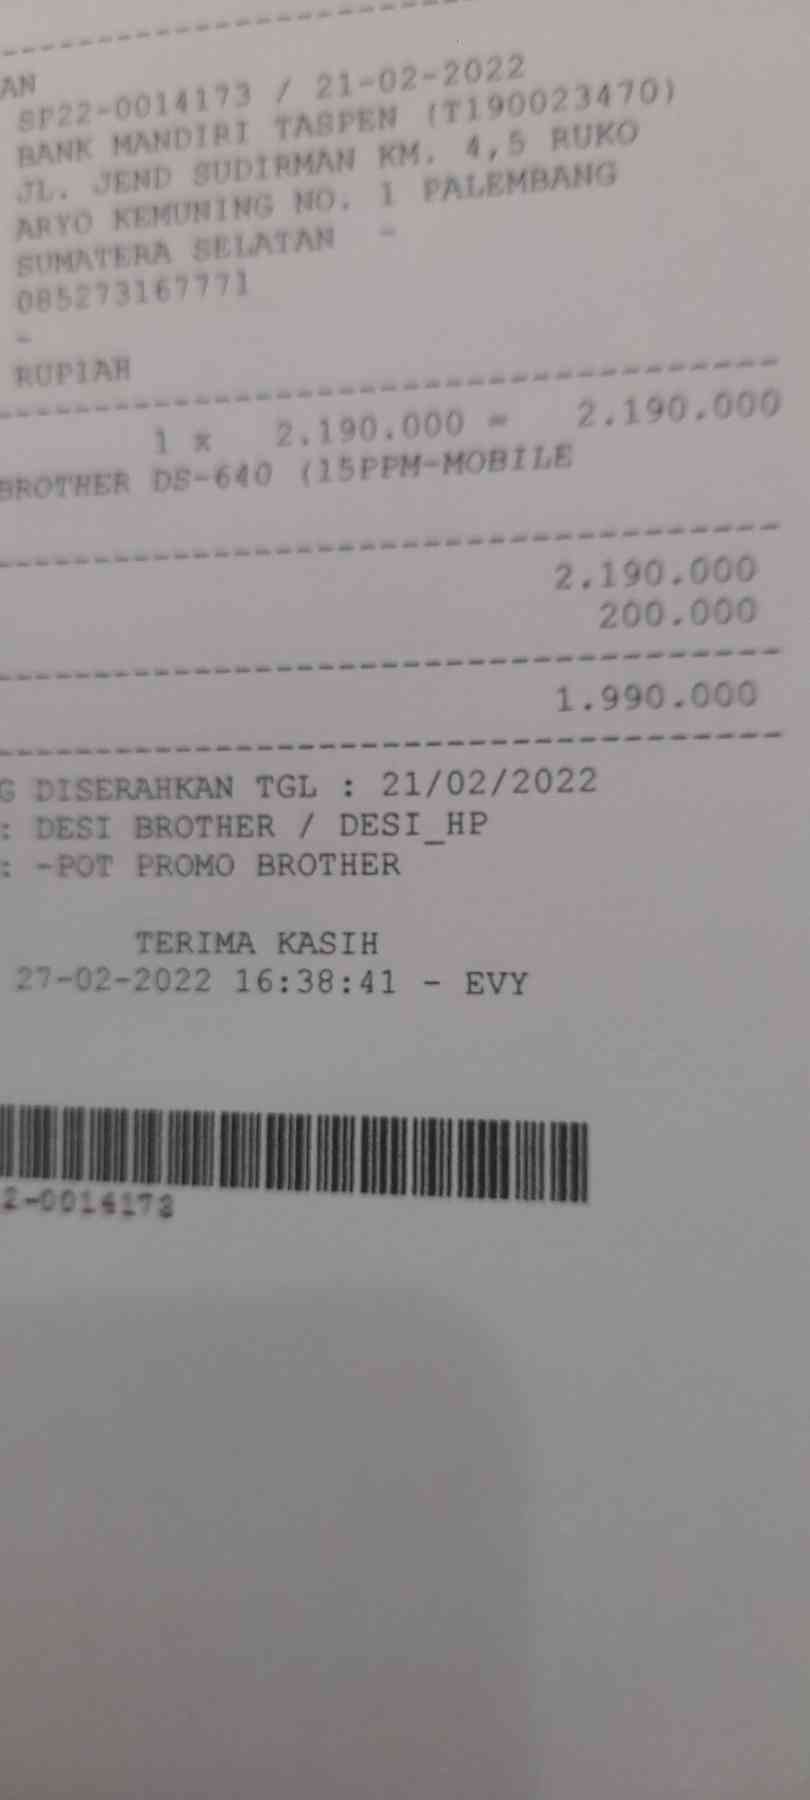 AN
SP22-0014173 / 21-02-2022
BANK MANDIRI TASPEN (T190023470)
JL. JEND SUDIRMAN KM. 4,5 RUKO
ARYO KEMUNING NO. 1 PALEMBANG
SUMATERA SELATAN -
085273167771
-
RUPIAH
1 x 2.190.000 = 2.190.000
BROTHER DS-640 (15PPM-MOBILE
2.190.000
200.000
1.990.000
G DISERAHKAN TGL : 21/02/2022
: DESI BROTHER / DESI_HP
: -POT PROMO BROTHER
TERIMA KASIH
27-02-2022 16:38:41 - EVY
2-0014173